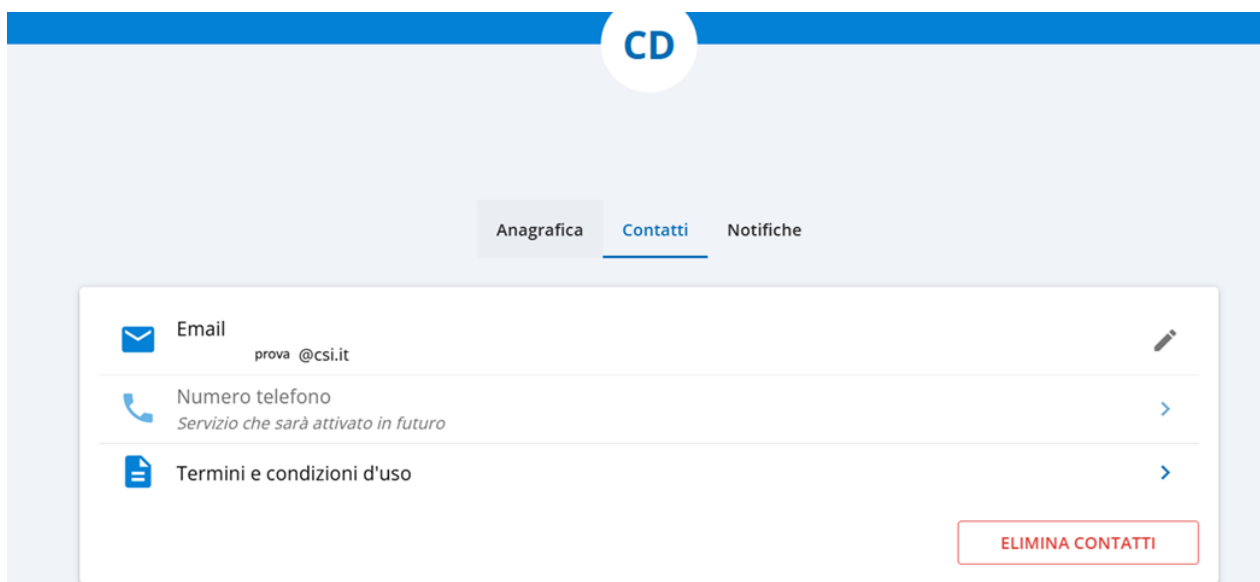 CD
Anagrafica Contatti Notifiche
Email
prova @csi.it
Numero telefono
Servizio che sarà attivato in futuro
Termini e condizioni d'uso
ELIMINA CONTATTI